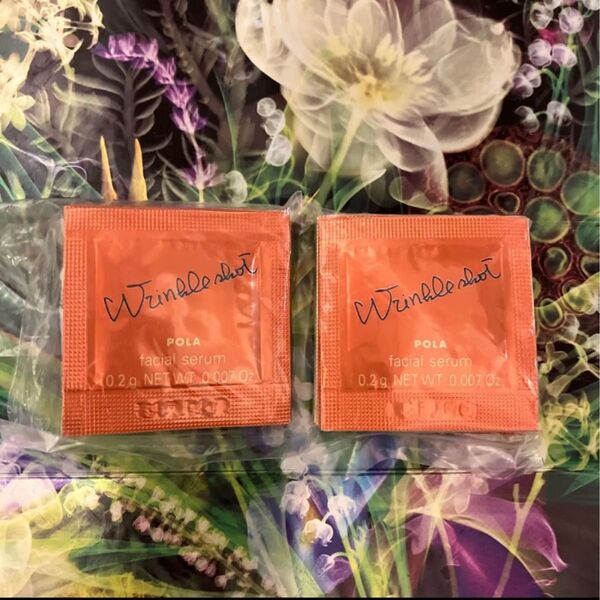 Wrinkle shot
POLA
facial serum
0.2g NET WT. 0.007 Oz
Wrinkle shot
POLA
facial serum
0.2g NET WT. 0.007 Oz